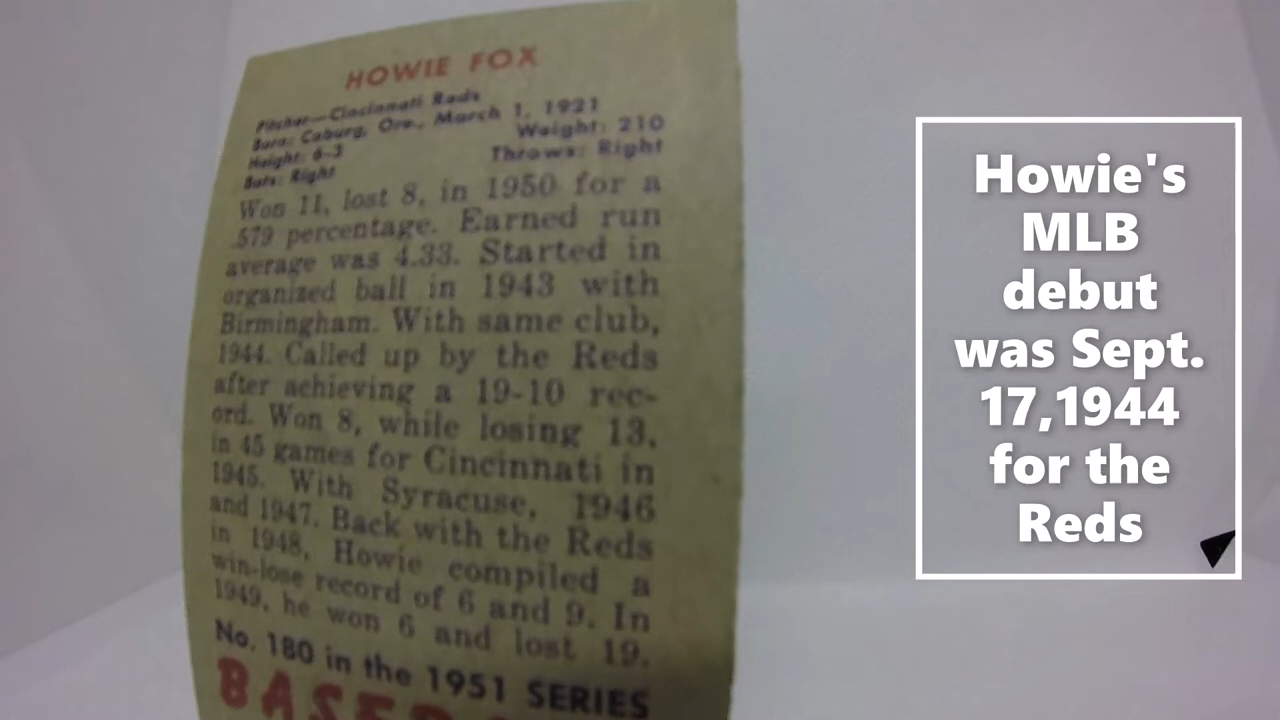 HOWIE FOX
Pitcher—Cincinnati Reds
Born: Coburg, Ore., March 1, 1921
Height: 6-3 Weight: 210
Bats: Right Throws: Right
Won 11, lost 8, in 1950 for a
.579 percentage. Earned run
average was 4.33. Started in
organized ball in 1943 with
Birmingham. With same club,
1944. Called up by the Reds
after achieving a 19-10 rec-
ord. Won 8, while losing 13,
in 45 games for Cincinnati in
1945. With Syracuse, 1946
and 1947. Back with the Reds
in 1948, Howie compiled a
win-lose record of 6 and 9. In
1949, he won 6 and lost 19.
No. 180 in the 1951 SERIES
Howie's
MLB
debut
was Sept.
17,1944
for the
Reds